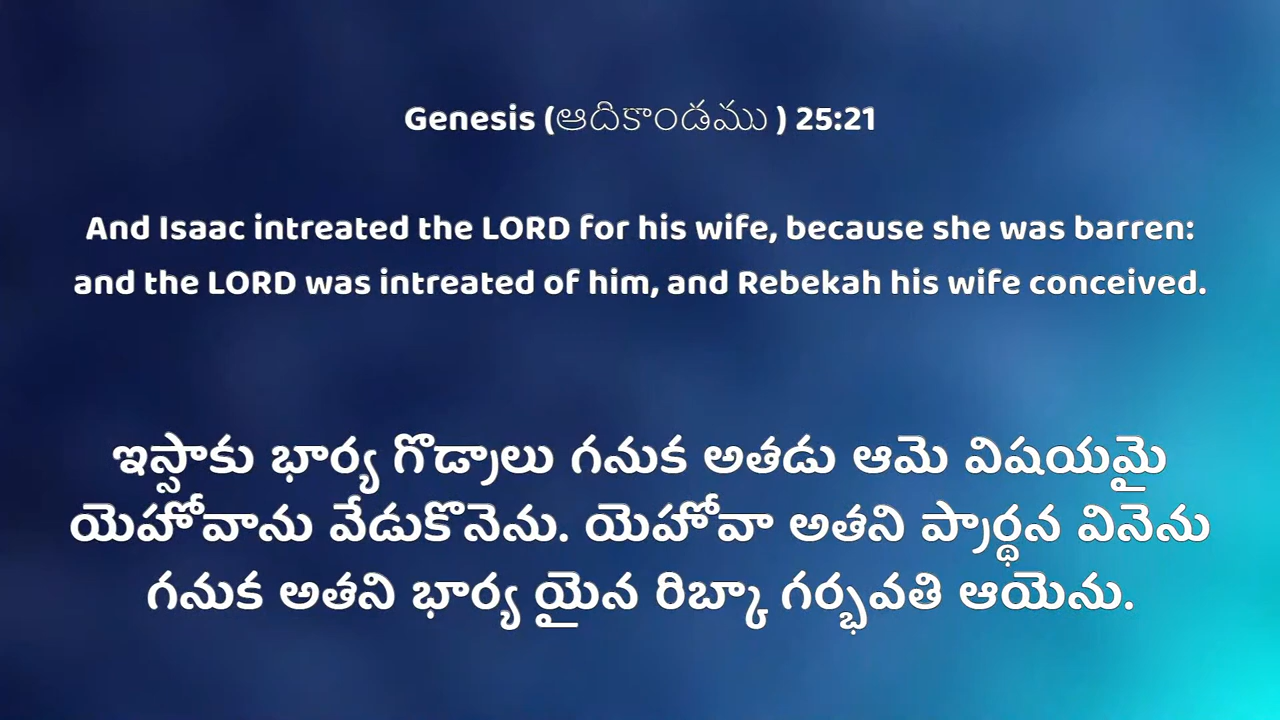 Genesis (ఆదికాండము ) 25:21
And Isaac intreated the LORD for his wife, because she was barren:
and the LORD was intreated of him, and Rebekah his wife conceived.
ఇస్సాకు భార్య గొడ్రాలు గనుక అతడు ఆమె విషయమై
యెహోవాను వేడుకొనెను. యెహోవా అతని ప్రార్థన వినెను
గనుక అతని భార్య యైన రిబ్కా గర్భవతి ఆయెను.